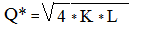 Q* = √4 * K * L